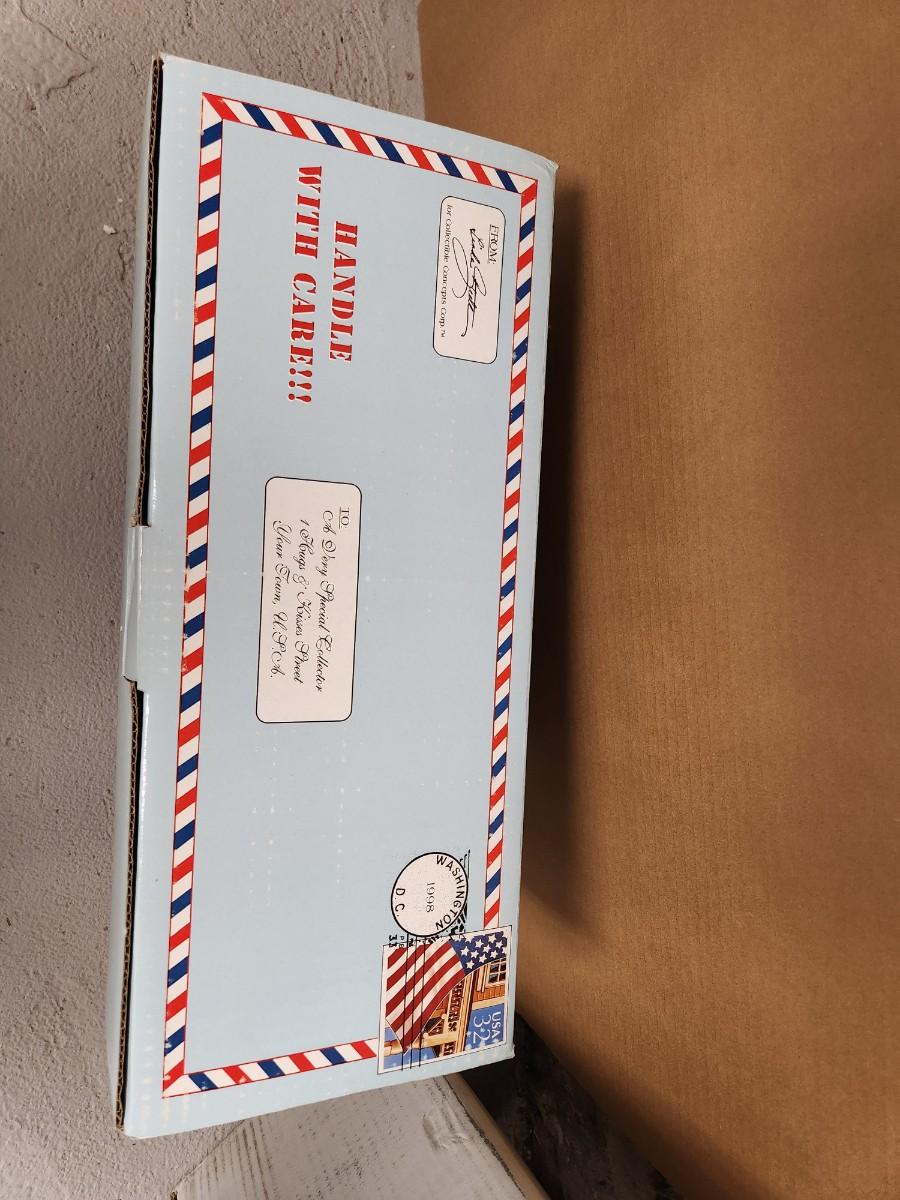 FROM:
for Collectible Concepts Corp.™
HANDLE
WITH CARE!!!
TO:
A Very Special Collector
1 Hugs & Kisses Street
Your Town, U.S.A.
WASHINGTON
1998
D.C.
USA
32